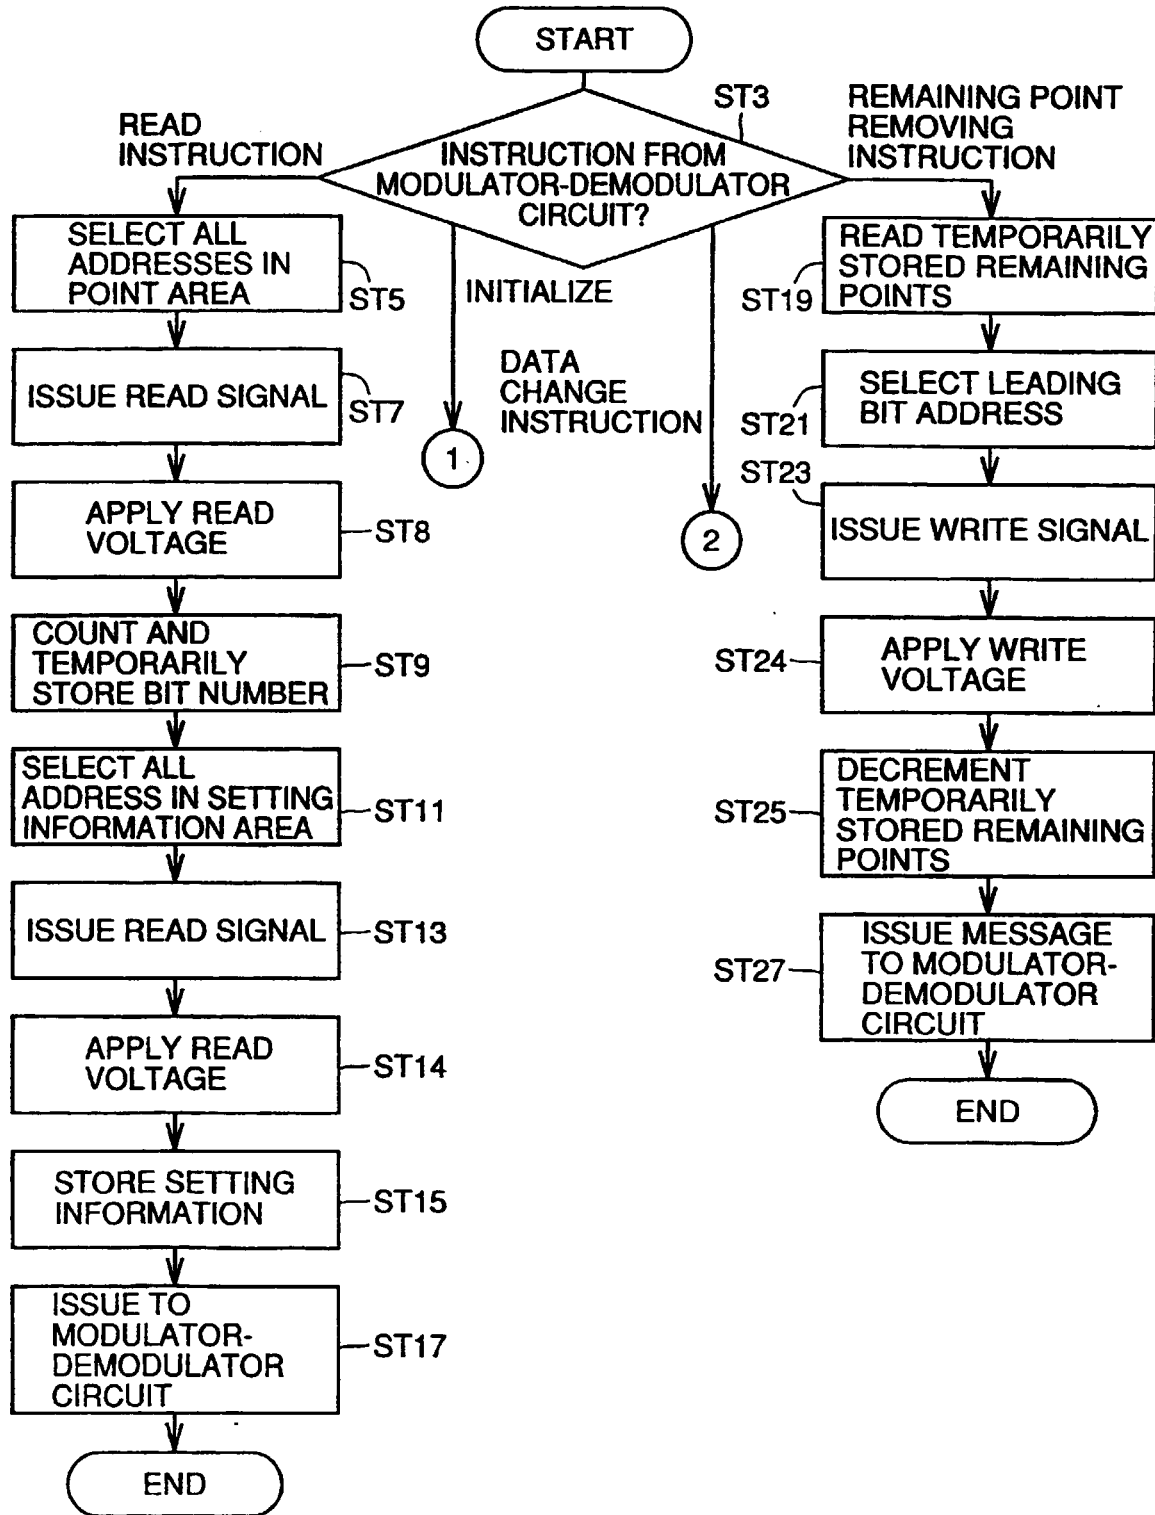 START
ST3
READ
INSTRUCTION
INSTRUCTION FROM
MODULATOR-DEMODULATOR
CIRCUIT?
REMAINING POINT
REMOVING
INSTRUCTION
SELECT ALL
ADDRESSES IN
POINT AREA
ST5
ISSUE READ SIGNAL
ST7
APPLY READ
VOLTAGE
ST8
COUNT AND
TEMPORARILY
STORE BIT NUMBER
ST9
SELECT ALL
ADDRESS IN SETTING
INFORMATION AREA
ST11
ISSUE READ SIGNAL
ST13
APPLY READ
VOLTAGE
ST14
STORE SETTING
INFORMATION
ST15
ISSUE TO
MODULATOR-
DEMODULATOR
CIRCUIT
ST17
END
INITIALIZE
1
DATA
CHANGE
INSTRUCTION
2
READ TEMPORARILY
STORED REMAINING
POINTS
ST19
SELECT LEADING
BIT ADDRESS
ST21
ST23
ISSUE WRITE SIGNAL
ST24
APPLY WRITE
VOLTAGE
ST25
DECREMENT
TEMPORARILY
STORED REMAINING
POINTS
ST27
ISSUE MESSAGE
TO MODULATOR-
DEMODULATOR
CIRCUIT
END